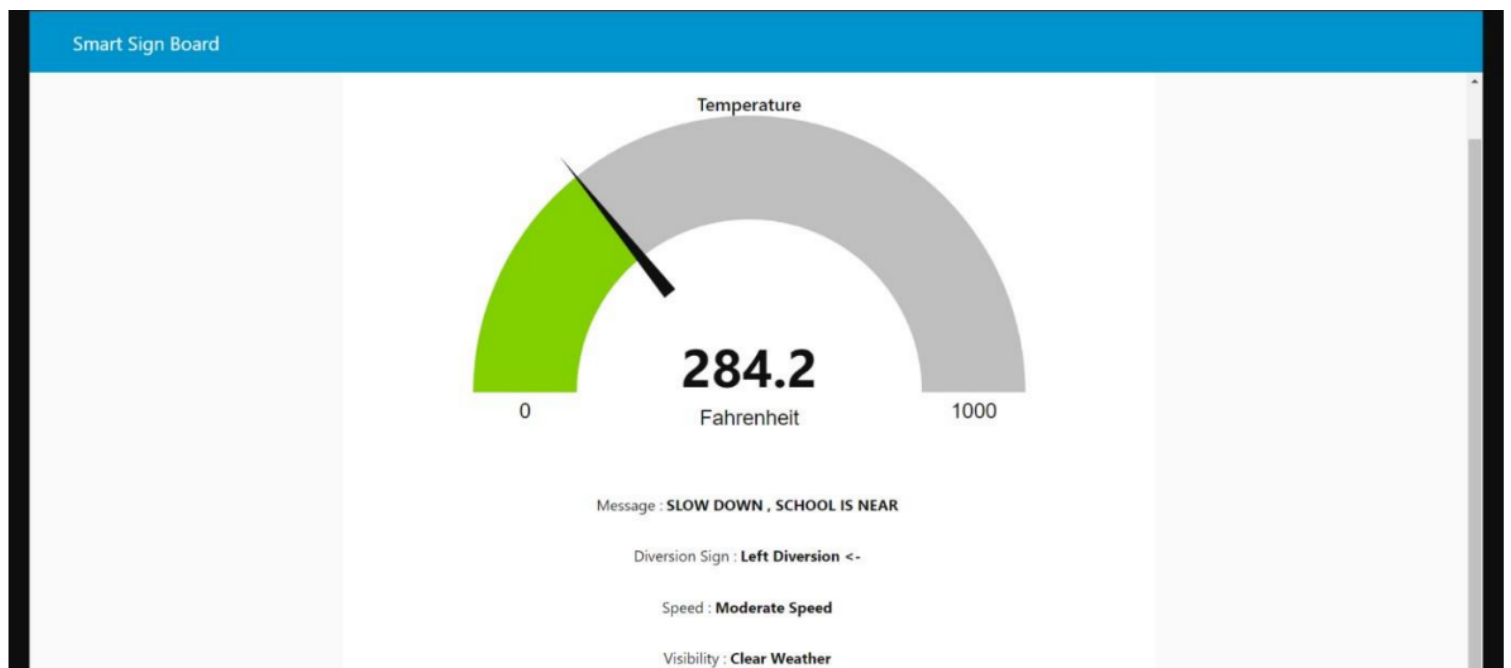 Smart Sign Board
Temperature
284.2
0
Fahrenheit
1000
Message : SLOW DOWN , SCHOOL IS NEAR
Diversion Sign : Left Diversion <-
Speed : Moderate Speed
Visibility : Clear Weather